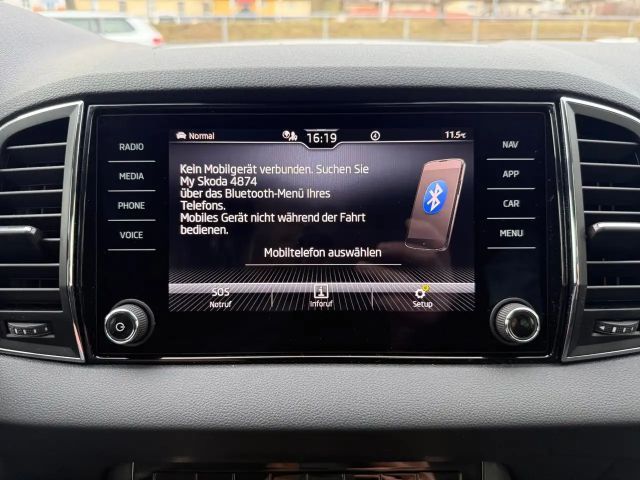 Normal
16:19
11.5°C
RADIO
MEDIA
PHONE
VOICE
Kein Mobilgerät verbunden. Suchen Sie
My Skoda 4874
über das Bluetooth-Menü Ihres
Telefons.
Mobiles Gerät nicht während der Fahrt
bedienen.
Mobiltelefon auswählen
SOS
Notruf
i
Inforuf
Setup
NAV
APP
CAR
MENU